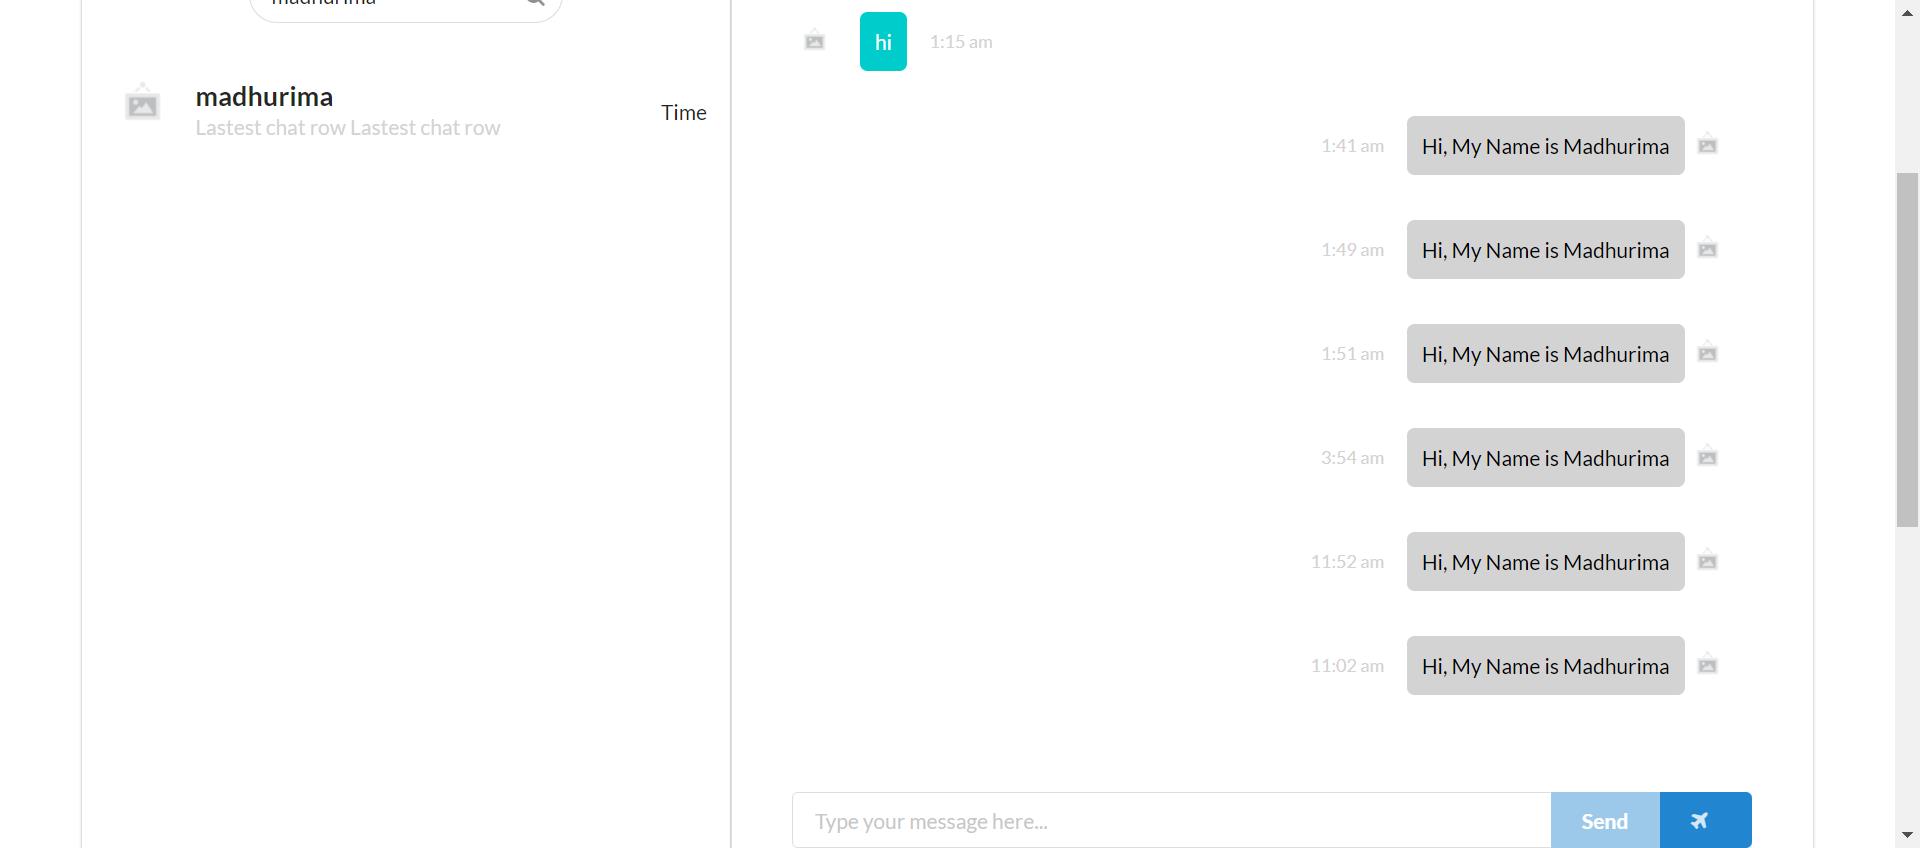 madhurima
madhurima
Lastest chat row Lastest chat row
Time
hi
1:15 am
1:41 am
Hi, My Name is Madhurima
1:49 am
Hi, My Name is Madhurima
1:51 am
Hi, My Name is Madhurima
3:54 am
Hi, My Name is Madhurima
11:52 am
Hi, My Name is Madhurima
11:02 am
Hi, My Name is Madhurima
Type your message here...
Send